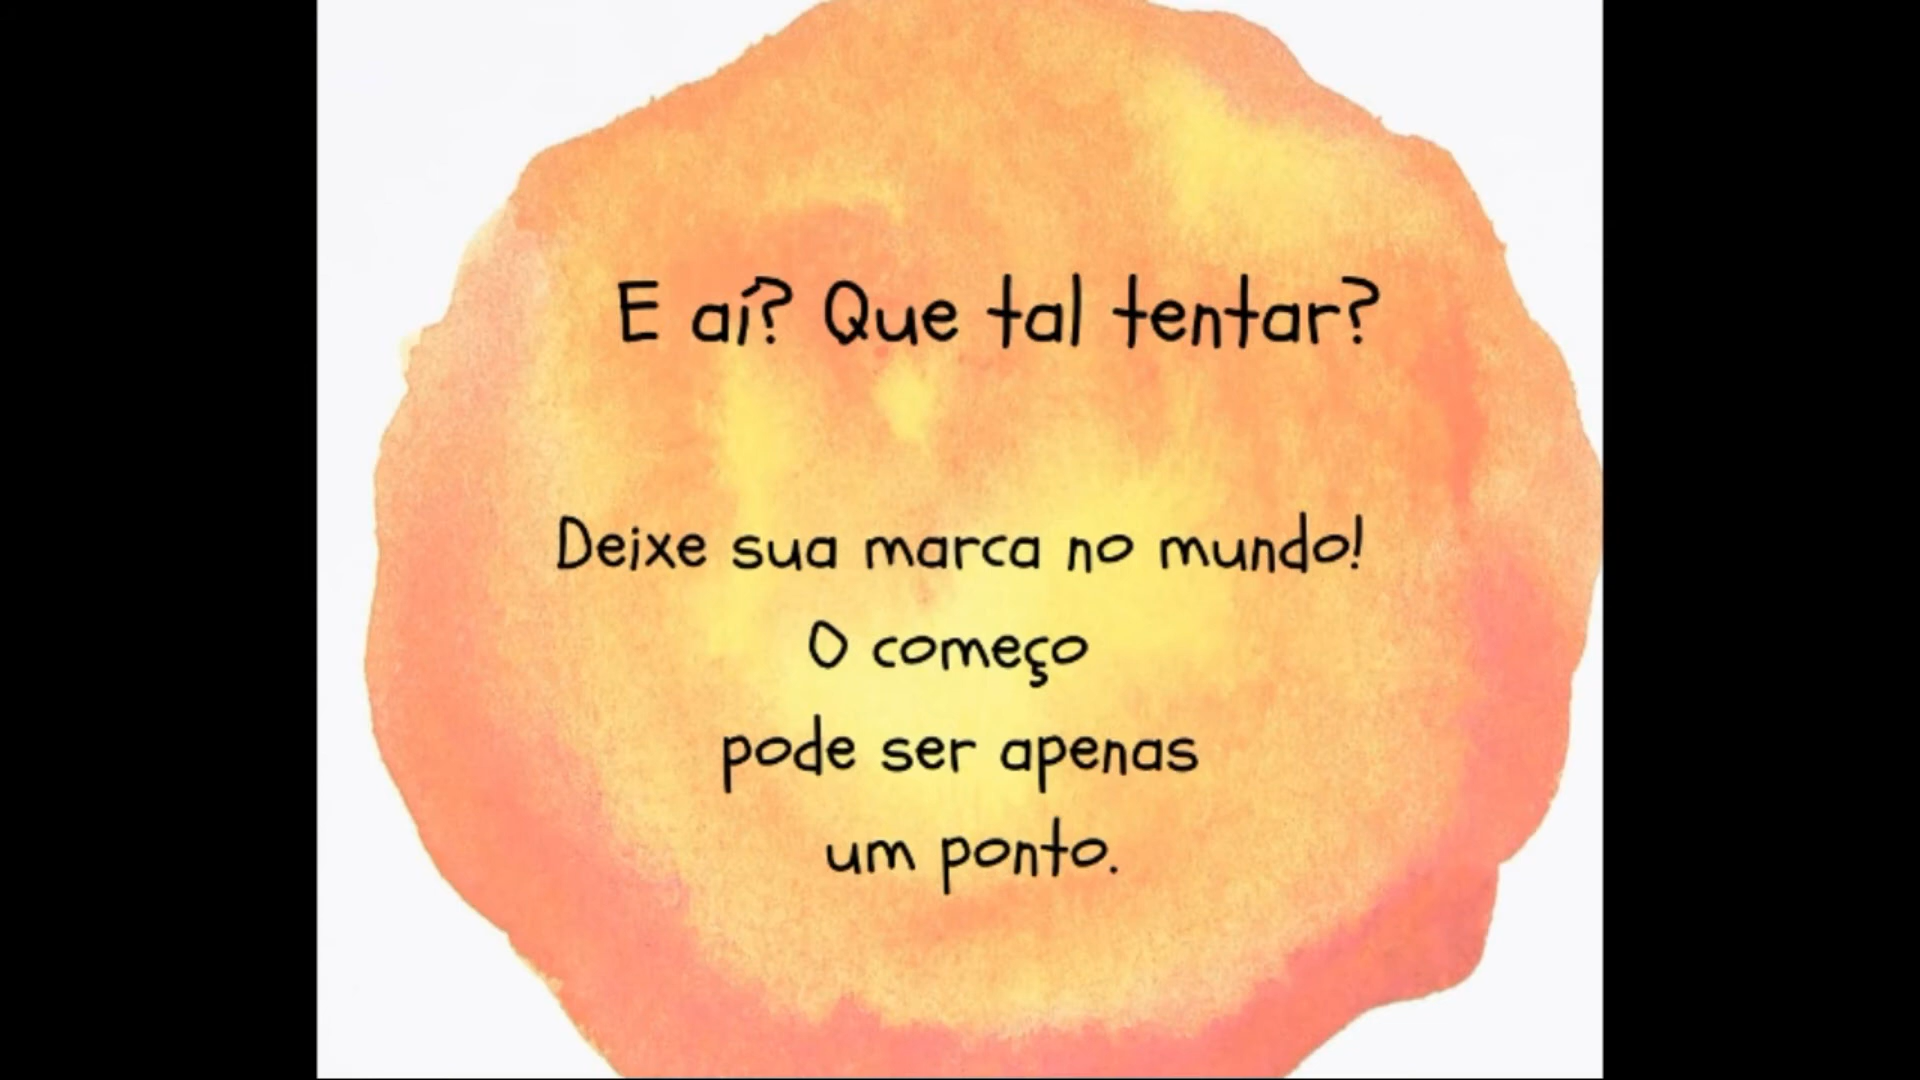 E aí? Que tal tentar?
Deixe sua marca no mundo!
O começo
pode ser apenas
um ponto.